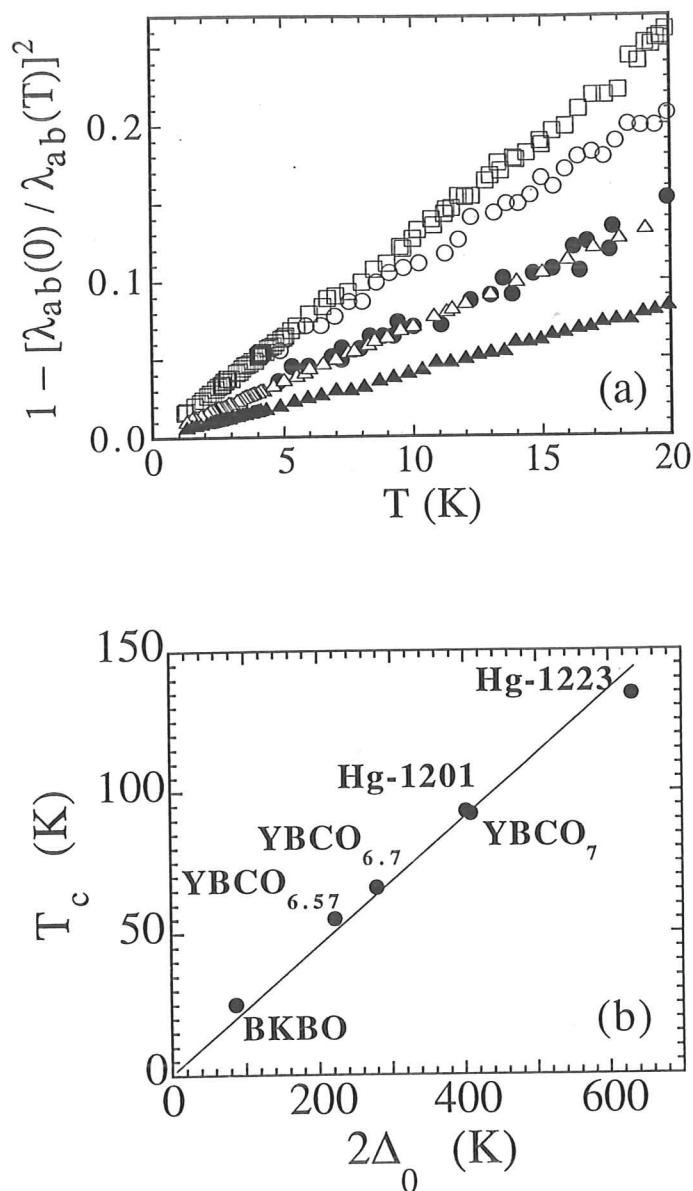 1 − [λab(0) / λab(T)]²
0.2
0.1
0.0
(a)
0
5
10
15
20
T (K)
150
100
50
0
T_c (K)
Hg-1223
Hg-1201
YBCO₇
YBCO₆.₇
YBCO₆.₅₇
BKBO
(b)
0
200
400
600
2Δ₀ (K)